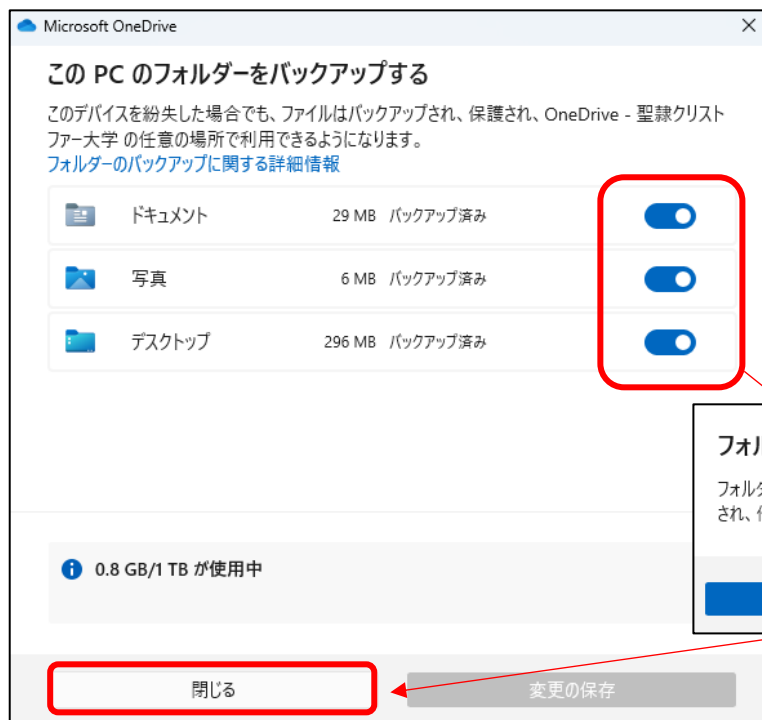 Microsoft OneDrive
この PC のフォルダーをバックアップする
このデバイスを紛失した場合でも、ファイルはバックアップされ、保護され、OneDrive - 聖隷クリスト
ファー大学 の任意の場所で利用できるようになります。
フォルダーのバックアップに関する詳細情報
ドキュメント 29 MB バックアップ済み
写真 6 MB バックアップ済み
デスクトップ 296 MB バックアップ済み
フォル
フォルダ
され、
0.8 GB/1 TB が使用中
閉じる 変更の保存